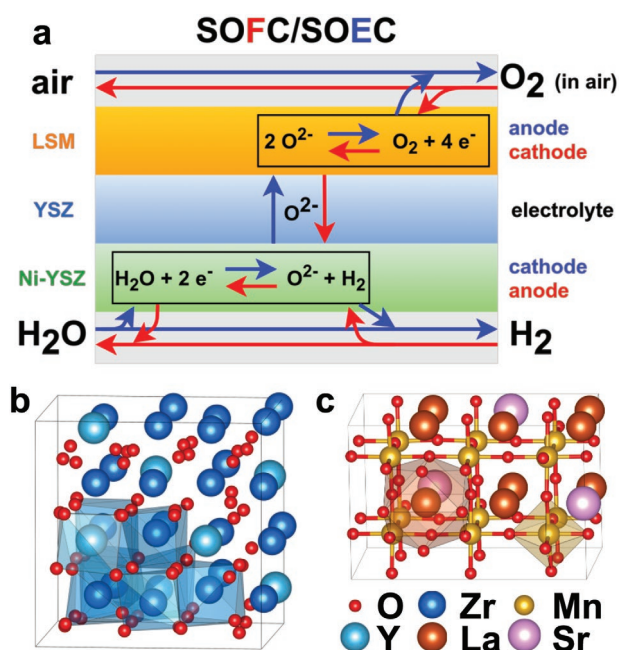 a
SOFC/SOEC
air
O2 (in air)
LSM
2 O²⁻ O2 + 4 e⁻
anode
cathode
YSZ
O²⁻
electrolyte
Ni-YSZ
H2O + 2 e⁻ O²⁻ + H2
cathode
anode
H2O
H2
b
c
O Zr Mn
Y La Sr